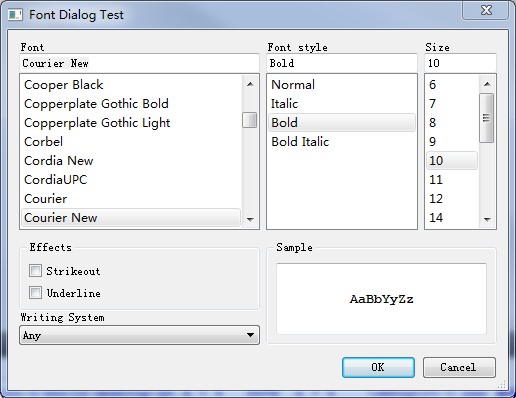 Font Dialog Test
Font
Font style
Size
Courier New
Bold
10
Cooper Black
Copperplate Gothic Bold
Copperplate Gothic Light
Corbel
Cordia New
CordiaUPC
Courier
Courier New
Normal
Italic
Bold
Bold Italic
6
7
8
9
10
11
12
14
Effects
Strikeout
Underline
Sample
AaBbYyZz
Writing System
Any
OK
Cancel